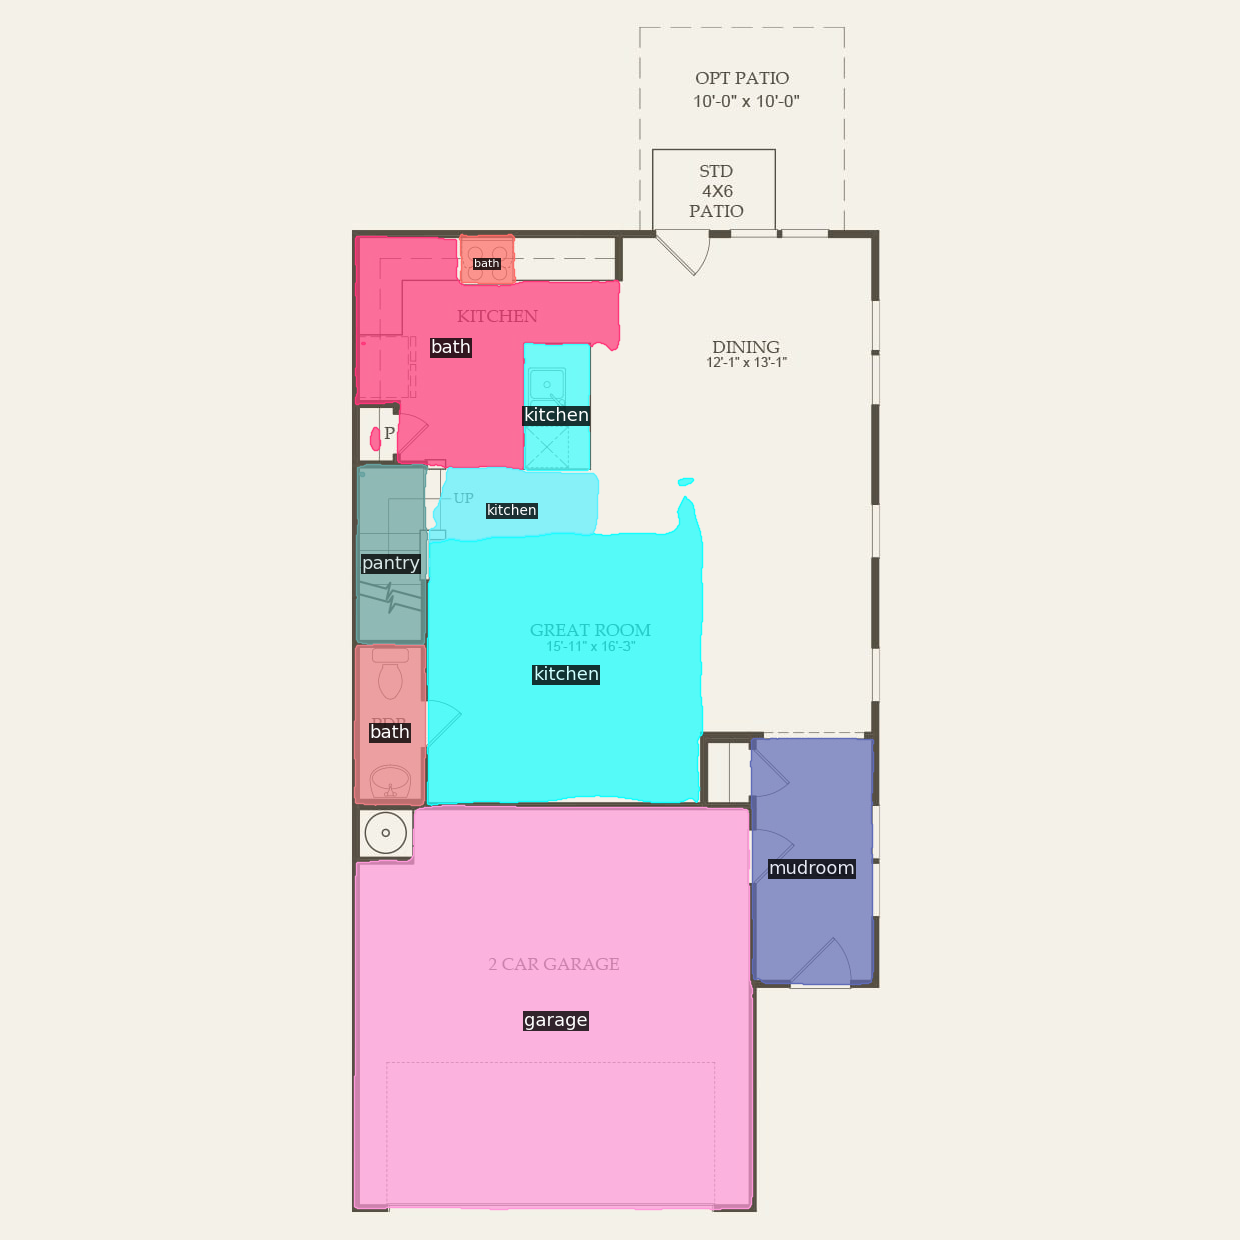 OPT PATIO
10'-0" x 10'-0"
STD
4X6
PATIO
bath
KITCHEN
bath
DINING
12'-1" x 13'-1"
kitchen
P
UP
kitchen
pantry
GREAT ROOM
15'-11" x 16'-3"
kitchen
PDR
bath
mudroom
2 CAR GARAGE
garage